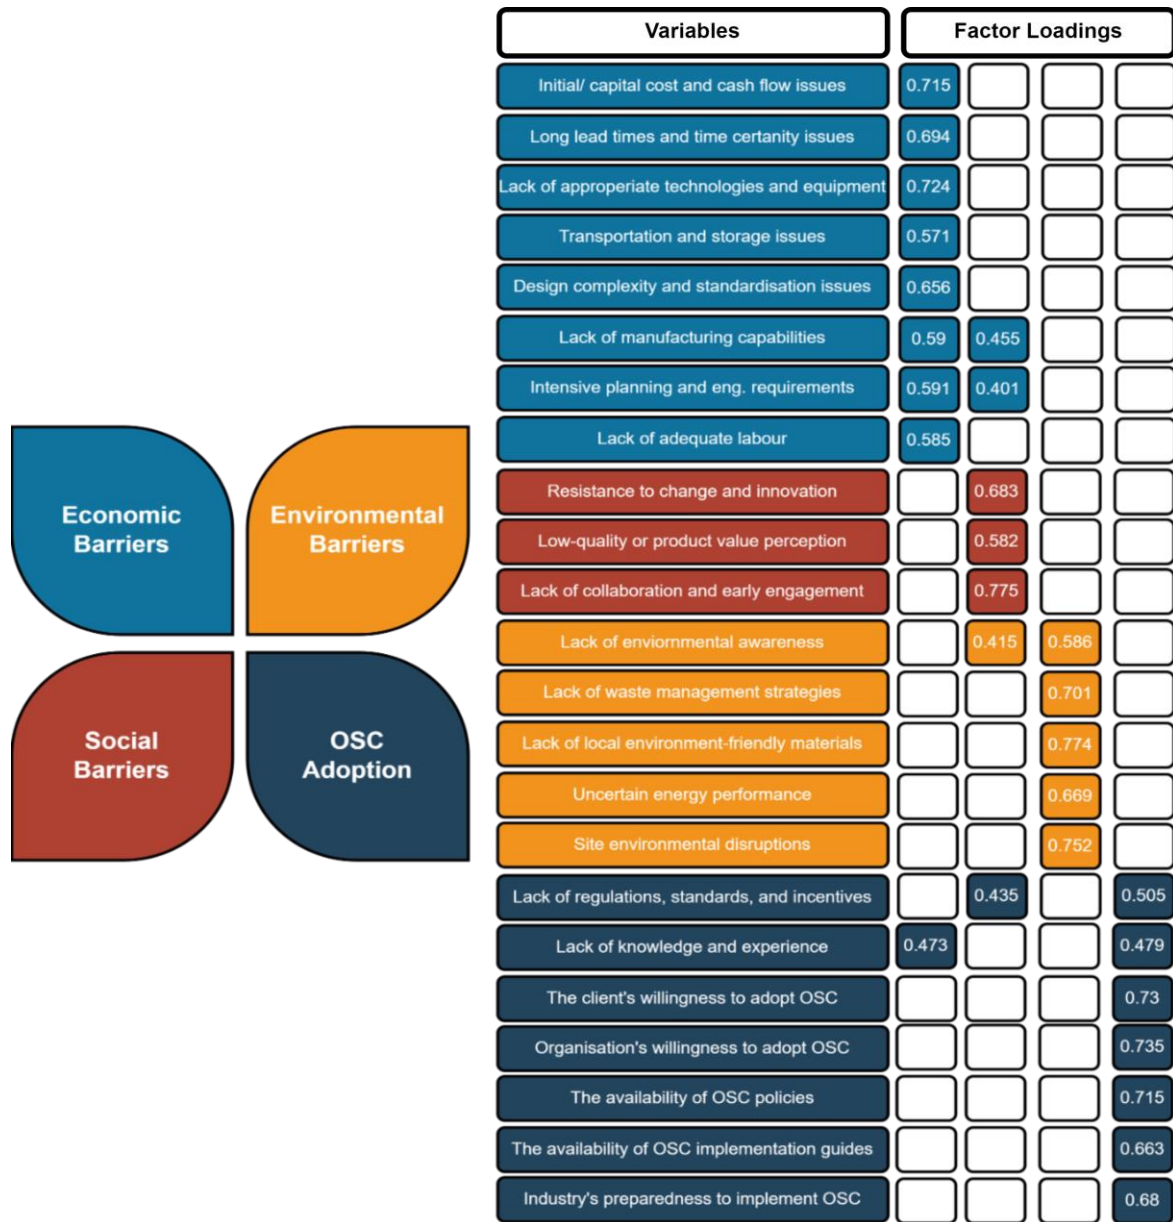 Variables Factor Loadings
Initial/ capital cost and cash flow issues 0.715
Long lead times and time certanity issues 0.694
Lack of approperiate technologies and equipment 0.724
Transportation and storage issues 0.571
Design complexity and standardisation issues 0.656
Lack of manufacturing capabilities 0.59 0.455
Intensive planning and eng. requirements 0.591 0.401
Lack of adequate labour 0.585
Resistance to change and innovation 0.683
Low-quality or product value perception 0.582
Lack of collaboration and early engagement 0.775
Lack of enviornmental awareness 0.415 0.586
Lack of waste management strategies 0.701
Lack of local environment-friendly materials 0.774
Uncertain energy performance 0.669
Site environmental disruptions 0.752
Lack of regulations, standards, and incentives 0.435 0.505
Lack of knowledge and experience 0.473 0.479
The client's willingness to adopt OSC 0.73
Organisation's willingness to adopt OSC 0.735
The availability of OSC policies 0.715
The availability of OSC implementation guides 0.663
Industry's preparedness to implement OSC 0.68
Economic
Barriers
Environmental
Barriers
Social
Barriers
OSC
Adoption